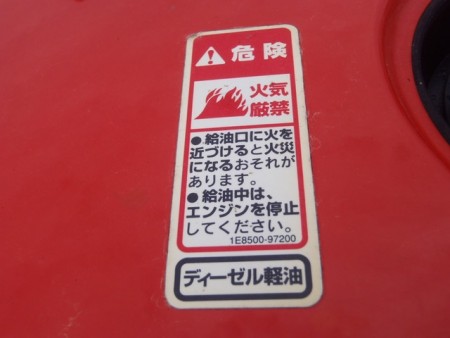 危険
火気
厳禁
●給油口に火を
近づけると火災
になるおそれが
あります。
●給油中は、
エンジンを停止
してください。
1E8500-97200
ディーゼル軽油